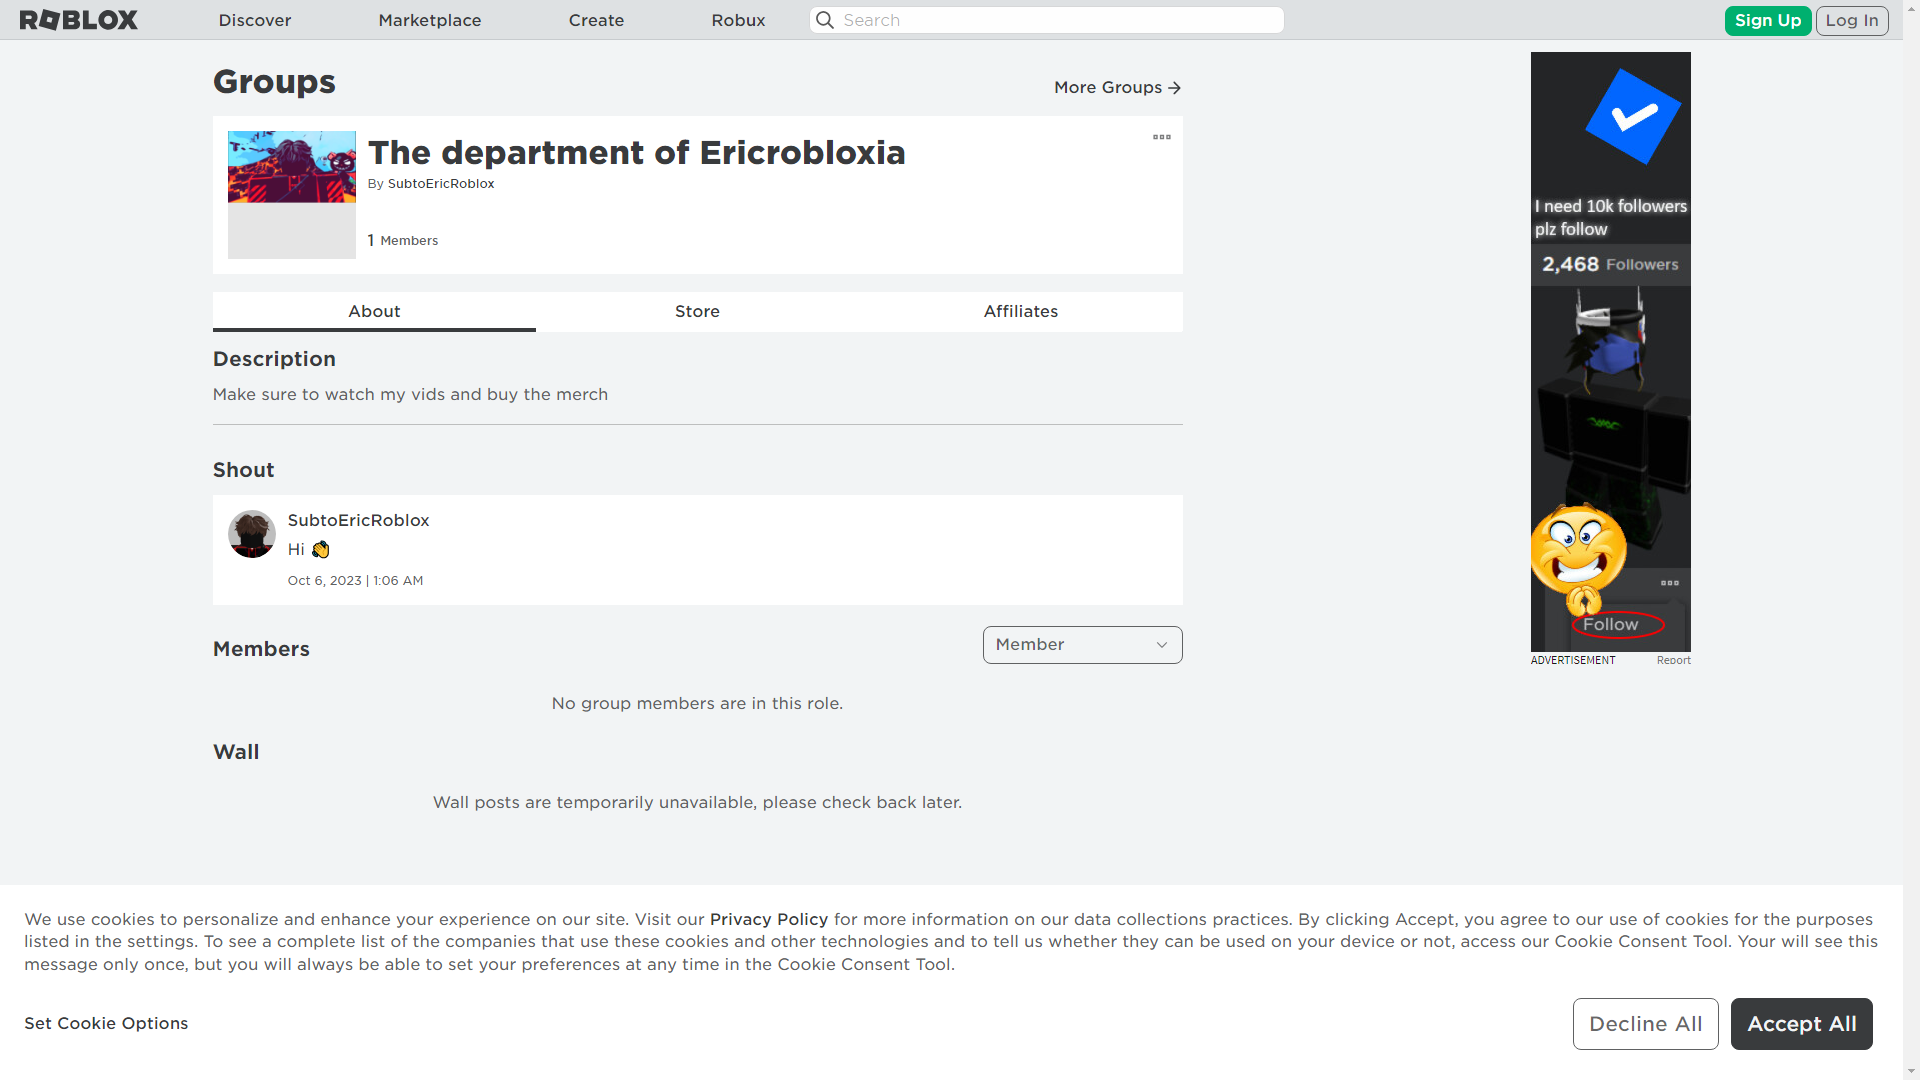 ROBLOX
Discover
Marketplace
Create
Robux
Search
Sign Up
Log In
Groups
More Groups
The department of Ericrobloxia
By SubtoEricRoblox
1 Members
About
Store
Affiliates
Description
Make sure to watch my vids and buy the merch
Shout
SubtoEricRoblox
Hi 👏
Oct 6, 2023 | 1:06 AM
Members
Member
No group members are in this role.
Wall
Wall posts are temporarily unavailable, please check back later.
I need 10k followers
plz follow
2,468 Followers
Follow
ADVERTISEMENT
Report
We use cookies to personalize and enhance your experience on our site. Visit our Privacy Policy for more information on our data collections practices. By clicking Accept, you agree to our use of cookies for the purposes
listed in the settings. To see a complete list of the companies that use these cookies and other technologies and to tell us whether they can be used on your device or not, access our Cookie Consent Tool. Your will see this
message only once, but you will always be able to set your preferences at any time in the Cookie Consent Tool.
Set Cookie Options
Decline All
Accept All